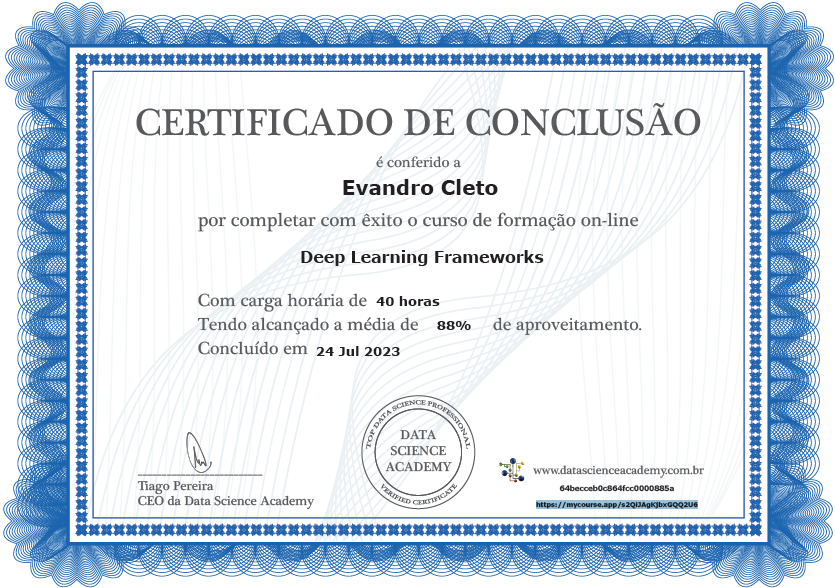 CERTIFICADO DE CONCLUSÃO
é conferido a
Evandro Cleto
por completar com êxito o curso de formação on-line
Deep Learning Frameworks
Com carga horária de 40 horas
Tendo alcançado a média de 88% de aproveitamento.
Concluído em 24 Jul 2023
TOP DATA SCIENCE PROFESSIONAL
DATA
SCIENCE
ACADEMY
VERIFIED CERTIFICATE
Tiago Pereira
CEO da Data Science Academy
www.datascienceacademy.com.br
64becceb0c864fcc0000885a
https://mycourse.app/s2QiJAgKJbxGQQ2U6